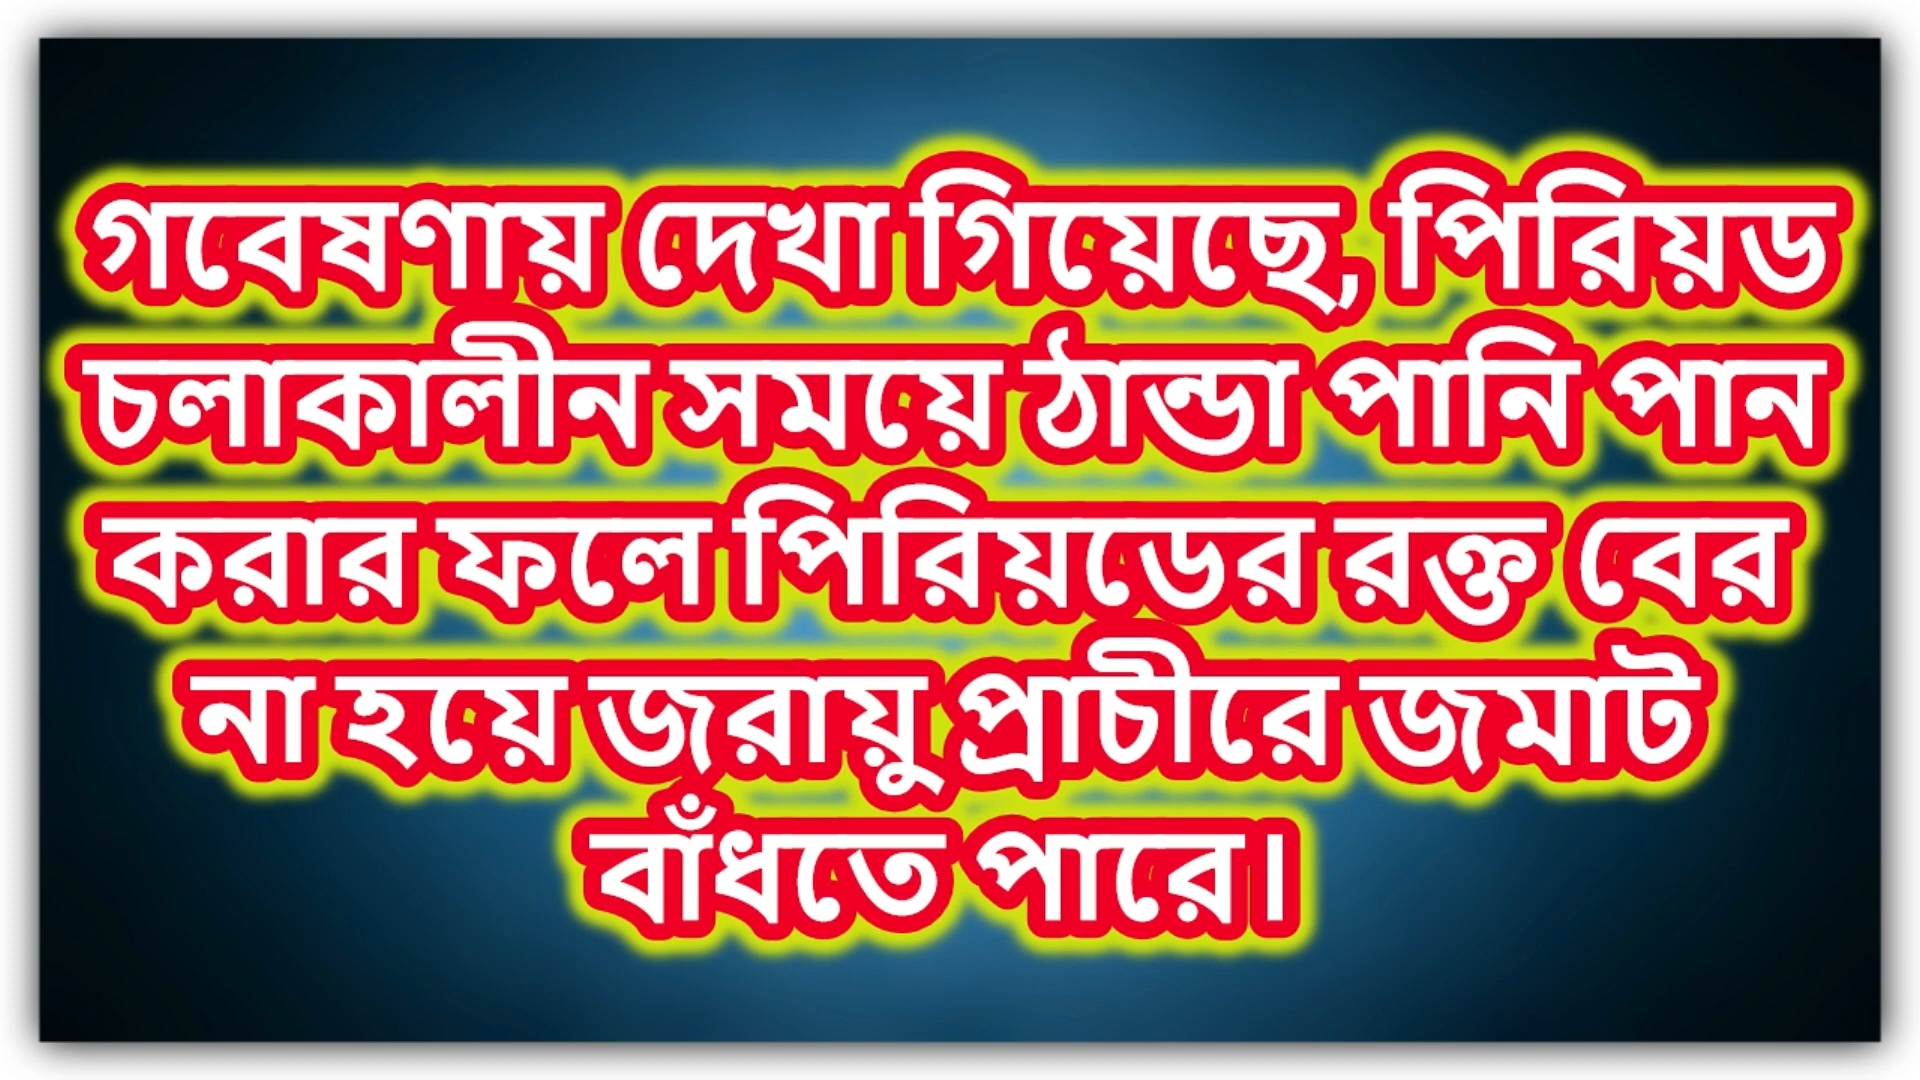 গবেষণায় দেখা গিয়েছে, পিরিয়ড
চলাকালীন সময়ে ঠান্ডা পানি পান
করার ফলে পিরিয়ডের রক্ত বের
না হয়ে জরায়ু প্রাচীরে জমাট
বাঁধতে পারে।